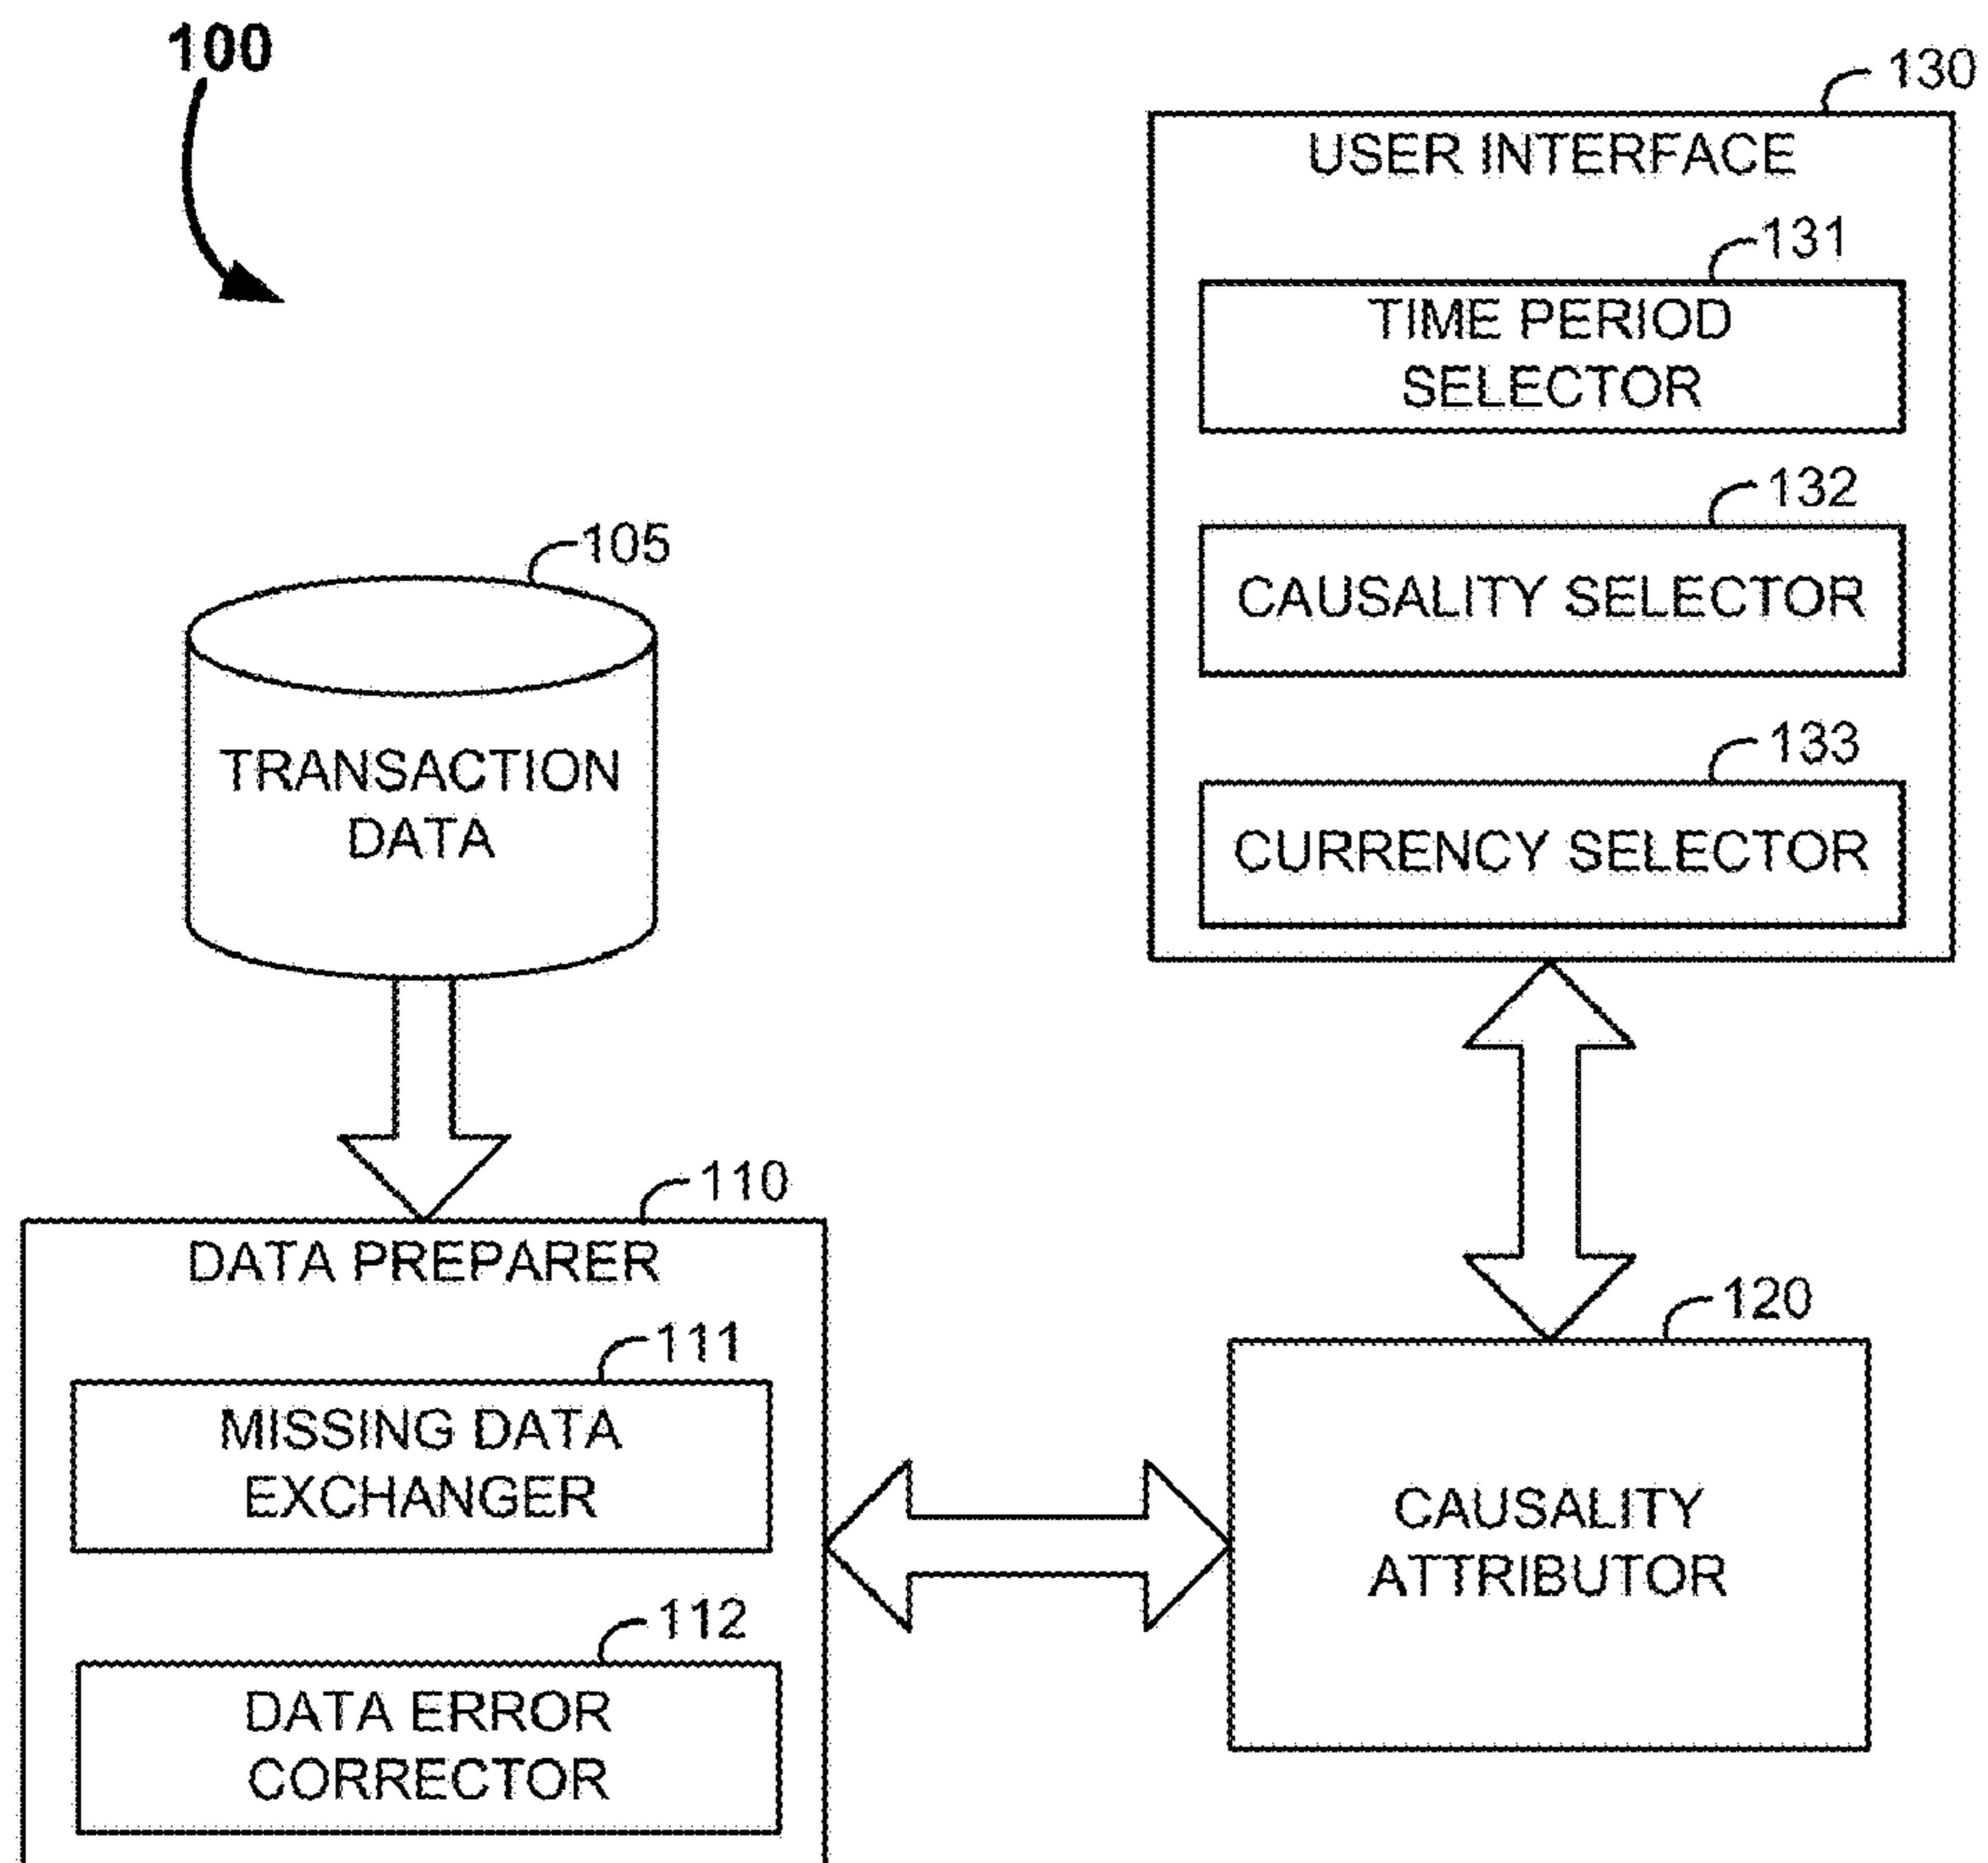 100
130
USER INTERFACE
131
TIME PERIOD
SELECTOR
132
CAUSALITY SELECTOR
133
CURRENCY SELECTOR
105
TRANSACTION
DATA
110
DATA PREPARER
111
MISSING DATA
EXCHANGER
112
DATA ERROR
CORRECTOR
120
CAUSALITY
ATTRIBUTOR